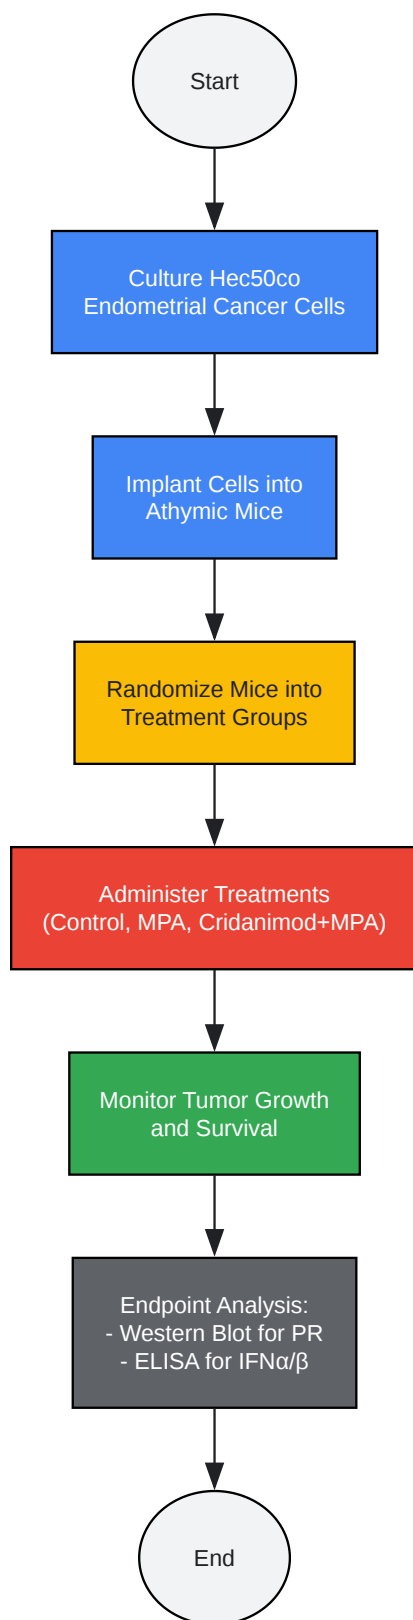 Start
Culture Hec50co
Endometrial Cancer Cells
Implant Cells into
Athymic Mice
Randomize Mice into
Treatment Groups
Administer Treatments
(Control, MPA, Cridanimod+MPA)
Monitor Tumor Growth
and Survival
Endpoint Analysis:
- Western Blot for PR
- ELISA for IFNα/β
End